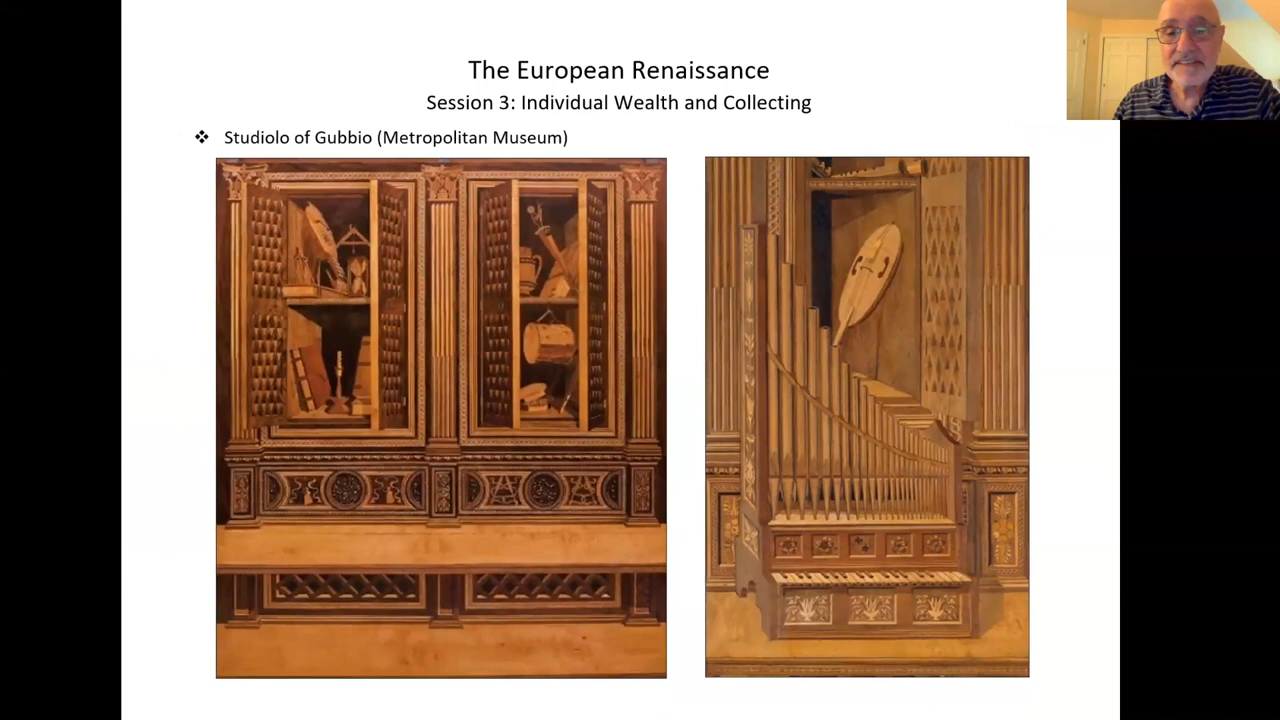 The European Renaissance
Session 3: Individual Wealth and Collecting
❖ Studiolo of Gubbio (Metropolitan Museum)